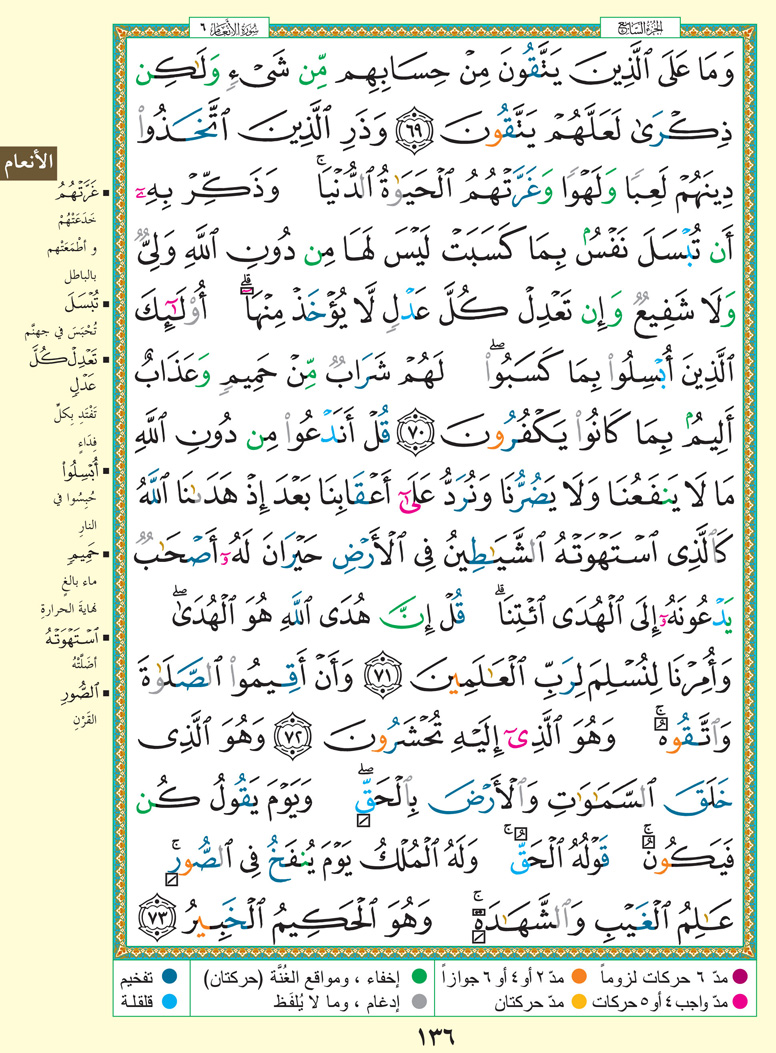 الجزء السابع
سورة الأنعام ٦
وَمَا عَلَى ٱلَّذِينَ يَتَّقُونَ مِنْ حِسَابِهِم مِّن شَىْءٍ وَلَٰكِن
ذِكْرَىٰ لَعَلَّهُمْ يَتَّقُونَ ٦٩ وَذَرِ ٱلَّذِينَ ٱتَّخَذُوا۟
دِينَهُمْ لَعِبًا وَلَهْوًا وَغَرَّتْهُمُ ٱلْحَيَوٰةُ ٱلدُّنْيَا ۚ وَذَكِّرْ بِهِۦٓ
أَن تُبْسَلَ نَفْسٌۢ بِمَا كَسَبَتْ لَيْسَ لَهَا مِن دُونِ ٱللَّهِ وَلِىٌّ
وَلَا شَفِيعٌ وَإِن تَعْدِلْ كُلَّ عَدْلٍ لَّا يُؤْخَذْ مِنْهَآ ۗ أُو۟لَٰٓئِكَ
ٱلَّذِينَ أُبْسِلُوا۟ بِمَا كَسَبُوا۟ ۖ لَهُمْ شَرَابٌ مِّنْ حَمِيمٍ وَعَذَابٌ
أَلِيمٌۢ بِمَا كَانُوا۟ يَكْفُرُونَ ٧٠ قُلْ أَنَدْعُوا۟ مِن دُونِ ٱللَّهِ
مَا لَا يَنفَعُنَا وَلَا يَضُرُّنَا وَنُرَدُّ عَلَىٰٓ أَعْقَابِنَا بَعْدَ إِذْ هَدَىٰنَا ٱللَّهُ
كَٱلَّذِى ٱسْتَهْوَتْهُ ٱلشَّيَٰطِينُ فِى ٱلْأَرْضِ حَيْرَانَ لَهُۥٓ أَصْحَٰبٌ
يَدْعُونَهُۥٓ إِلَى ٱلْهُدَى ٱئْتِنَا ۗ قُلْ إِنَّ هُدَى ٱللَّهِ هُوَ ٱلْهُدَىٰ ۖ
وَأُمِرْنَا لِنُسْلِمَ لِرَبِّ ٱلْعَٰلَمِينَ ٧١ وَأَنْ أَقِيمُوا۟ ٱلصَّلَوٰةَ
وَٱتَّقُوهُ ۚ وَهُوَ ٱلَّذِىٓ إِلَيْهِ تُحْشَرُونَ ٧٢ وَهُوَ ٱلَّذِى
خَلَقَ ٱلسَّمَٰوَٰتِ وَٱلْأَرْضَ بِٱلْحَقِّ ۖ وَيَوْمَ يَقُولُ كُن
فَيَكُونُ ۚ قَوْلُهُ ٱلْحَقُّ ۚ وَلَهُ ٱلْمُلْكُ يَوْمَ يُنفَخُ فِى ٱلصُّورِ ۚ
عَٰلِمُ ٱلْغَيْبِ وَٱلشَّهَٰدَةِ ۚ وَهُوَ ٱلْحَكِيمُ ٱلْخَبِيرُ ٧٣
الأنعام
▪ غَرَّتْهُمُ
خَدَعَتْهُمْ
و أطْمَعَتْهم
بالباطل
▪ تُبْسَلَ
تُحْبَسَ في جهنّم
▪ تَعْدِلْ كُلَّ
عَدْلٍ
تَفْتَدِ بِكلِّ
فِدَاءٍ
▪ أُبْسِلُوا۟
حُبِسُوا في
النارِ
▪ حَمِيمٍ
ماء بالغٍ
نهايةَ الحرارةِ
▪ ٱسْتَهْوَتْهُ
أضَلَّتْهُ
▪ ٱلصُّورِ
القَرْنِ
مدّ ٦ حركات لزوماً
مدّ ٢ أو ٤ أو ٦ جوازاً
إخفاء ، ومواقع الغُنَّة (حركتان)
تفخيم
مدّ واجب ٤ أو ٥ حركات
مدّ حركتان
إدغام ، وما لا يُلفَظ
قلقلة
١٣٦